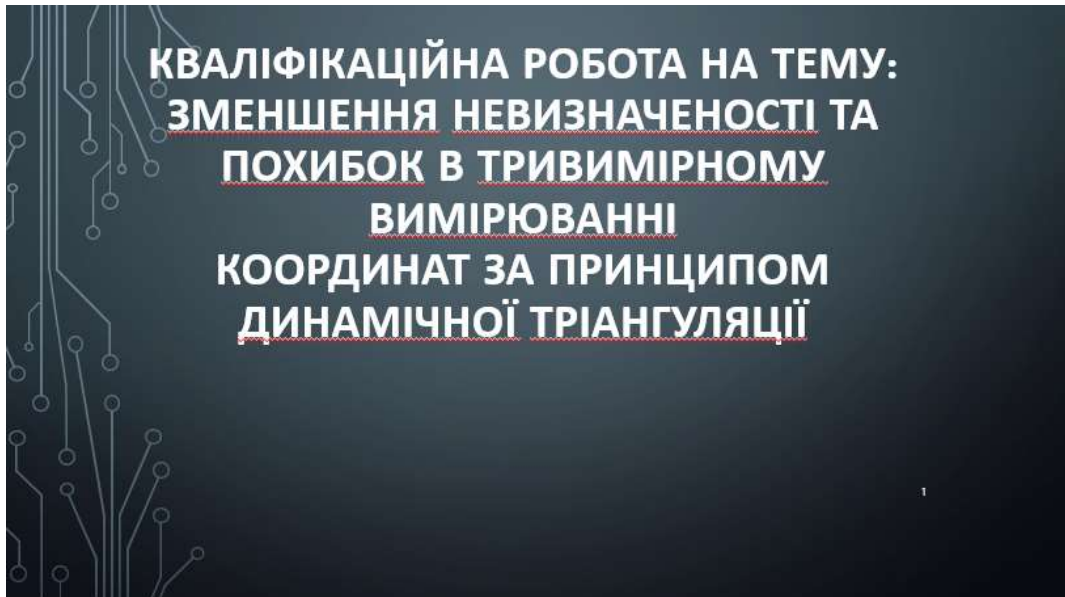 КВАЛІФІКАЦІЙНА РОБОТА НА ТЕМУ:
ЗМЕНШЕННЯ НЕВИЗНАЧЕНОСТІ ТА
ПОХИБОК В ТРИВИМІРНОМУ
ВИМІРЮВАННІ
КООРДИНАТ ЗА ПРИНЦИПОМ
ДИНАМІЧНОЇ ТРІАНГУЛЯЦІЇ
1